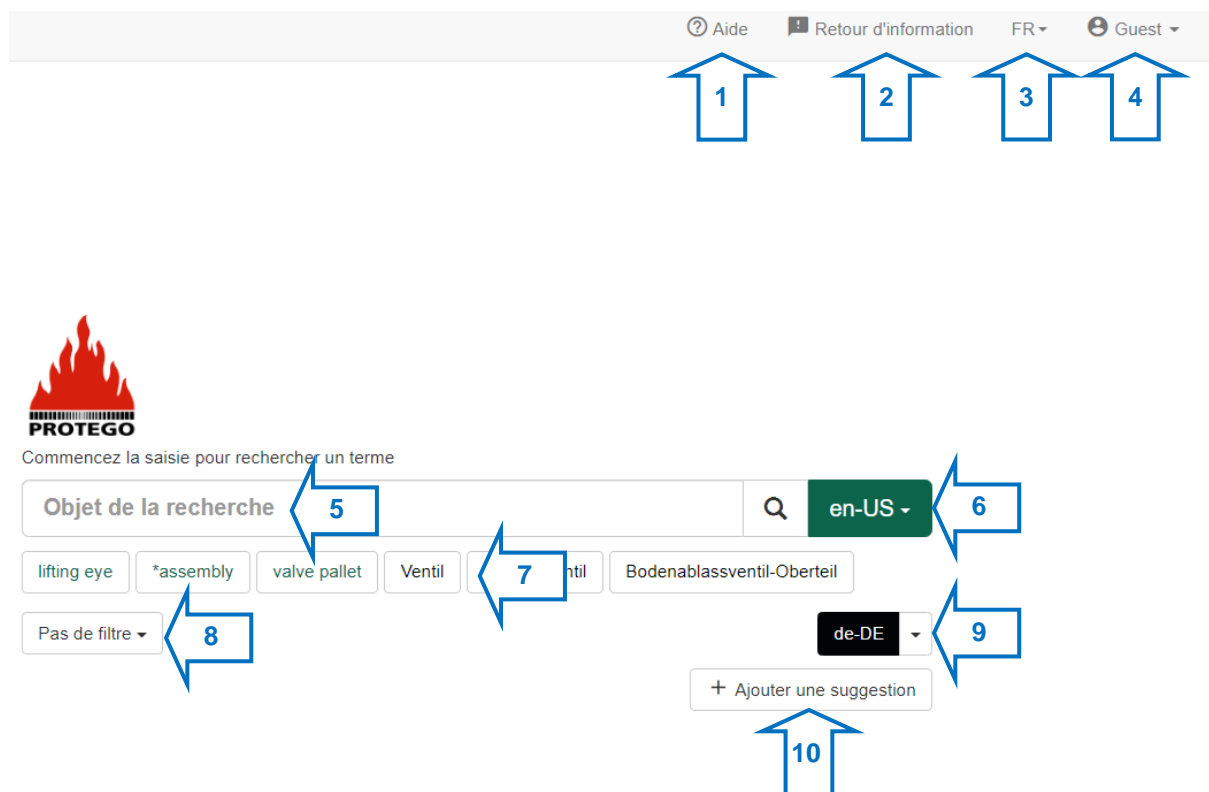 Aide Retour d'information FR Guest
1 2 3 4
PROTEGO
Commencez la saisie pour rechercher un terme
Objet de la recherche 5 en-US 6
lifting eye *assembly valve pallet Ventil 7 ntil Bodenablassventil-Oberteil
Pas de filtre 8 de-DE 9
+ Ajouter une suggestion
10